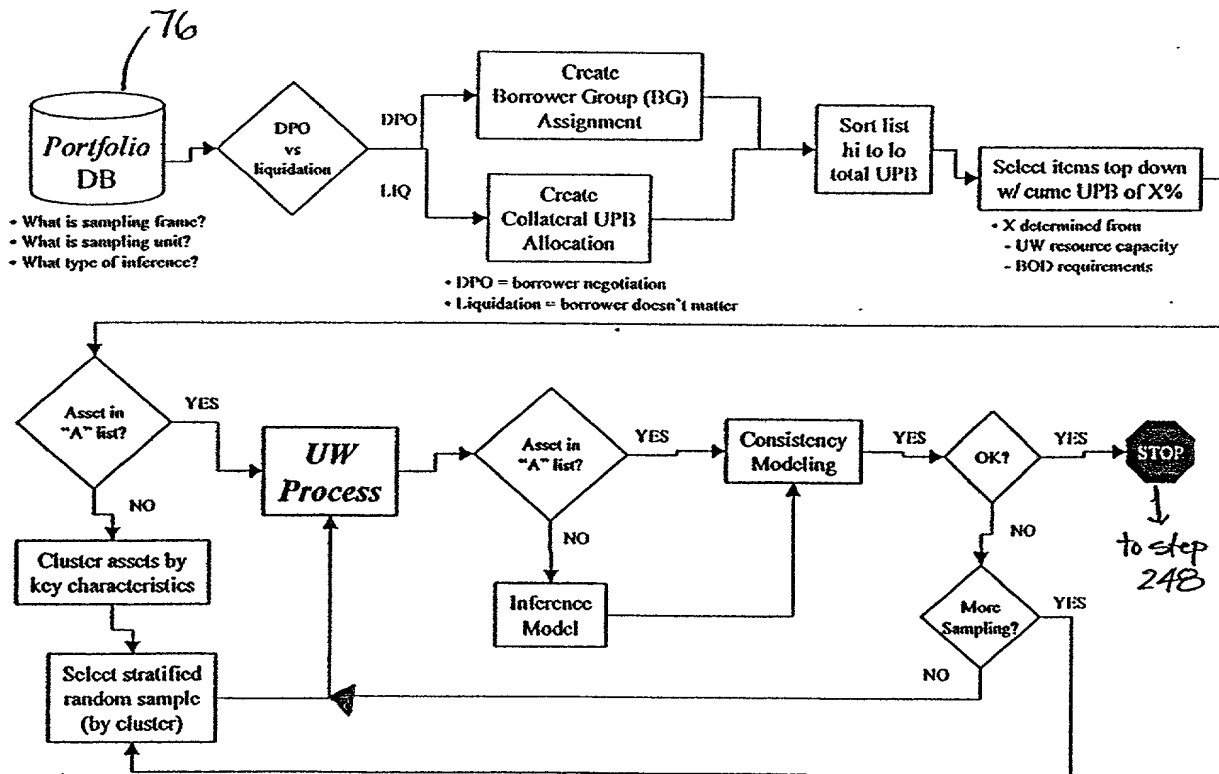 76
Portfolio
DB
• What is sampling frame?
• What is sampling unit?
• What type of inference?
DPO
vs
liquidation
DPO
LIQ
Create
Borrower Group (BG)
Assignment
Create
Collateral UPB
Allocation
• DPO = borrower negotiation
• Liquidation = borrower doesn't matter
Sort list
hi to lo
total UPB
Select items top down
w/ cume UPB of X%
• X determined from
- UW resource capacity
- BOD requirements
Asset in
"A" list?
YES
NO
Cluster assets by
key characteristics
Select stratified
random sample
(by cluster)
UW
Process
Asset in
"A" list?
YES
NO
Inference
Model
Consistency
Modeling
YES
OK?
YES
NO
STOP
to step
248
More
Sampling?
YES
NO